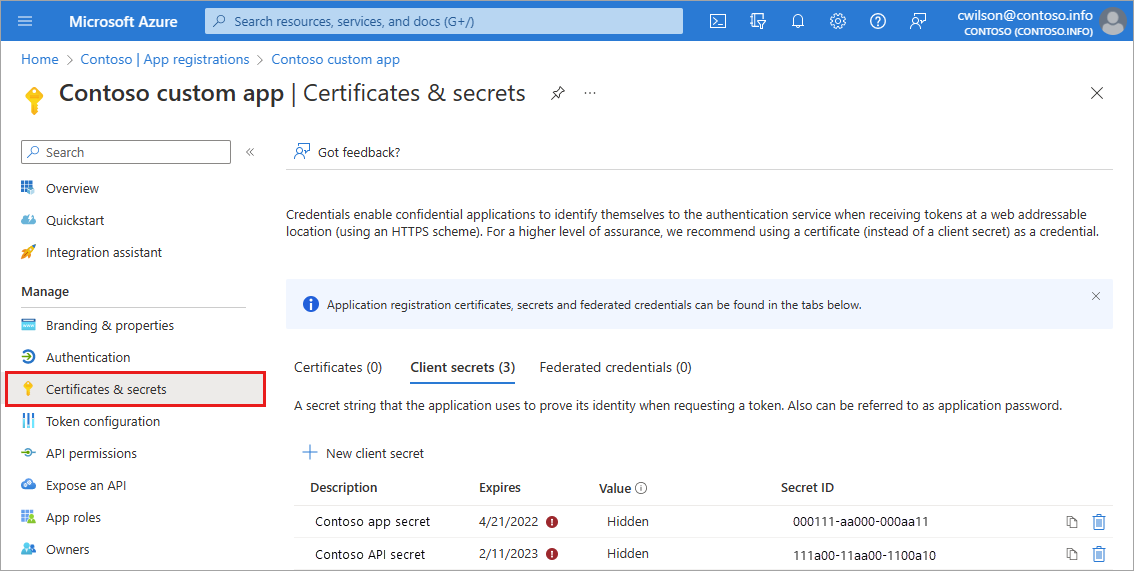 Microsoft Azure
Search resources, services, and docs (G+/)
cwilson@contoso.info
CONTOSO (CONTOSO.INFO)
Home > Contoso | App registrations > Contoso custom app
Contoso custom app | Certificates & secrets
...
Search
«
Got feedback?
Overview
Quickstart
Integration assistant
Manage
Branding & properties
Authentication
Certificates & secrets
Token configuration
API permissions
Expose an API
App roles
Owners
Credentials enable confidential applications to identify themselves to the authentication service when receiving tokens at a web addressable
location (using an HTTPS scheme). For a higher level of assurance, we recommend using a certificate (instead of a client secret) as a credential.
Application registration certificates, secrets and federated credentials can be found in the tabs below.
Certificates (0) Client secrets (3) Federated credentials (0)
A secret string that the application uses to prove its identity when requesting a token. Also can be referred to as application password.
New client secret
Description Expires Value Secret ID
Contoso app secret 4/21/2022 Hidden 000111-aa000-000aa11
Contoso API secret 2/11/2023 Hidden 111a00-11aa00-1100a10